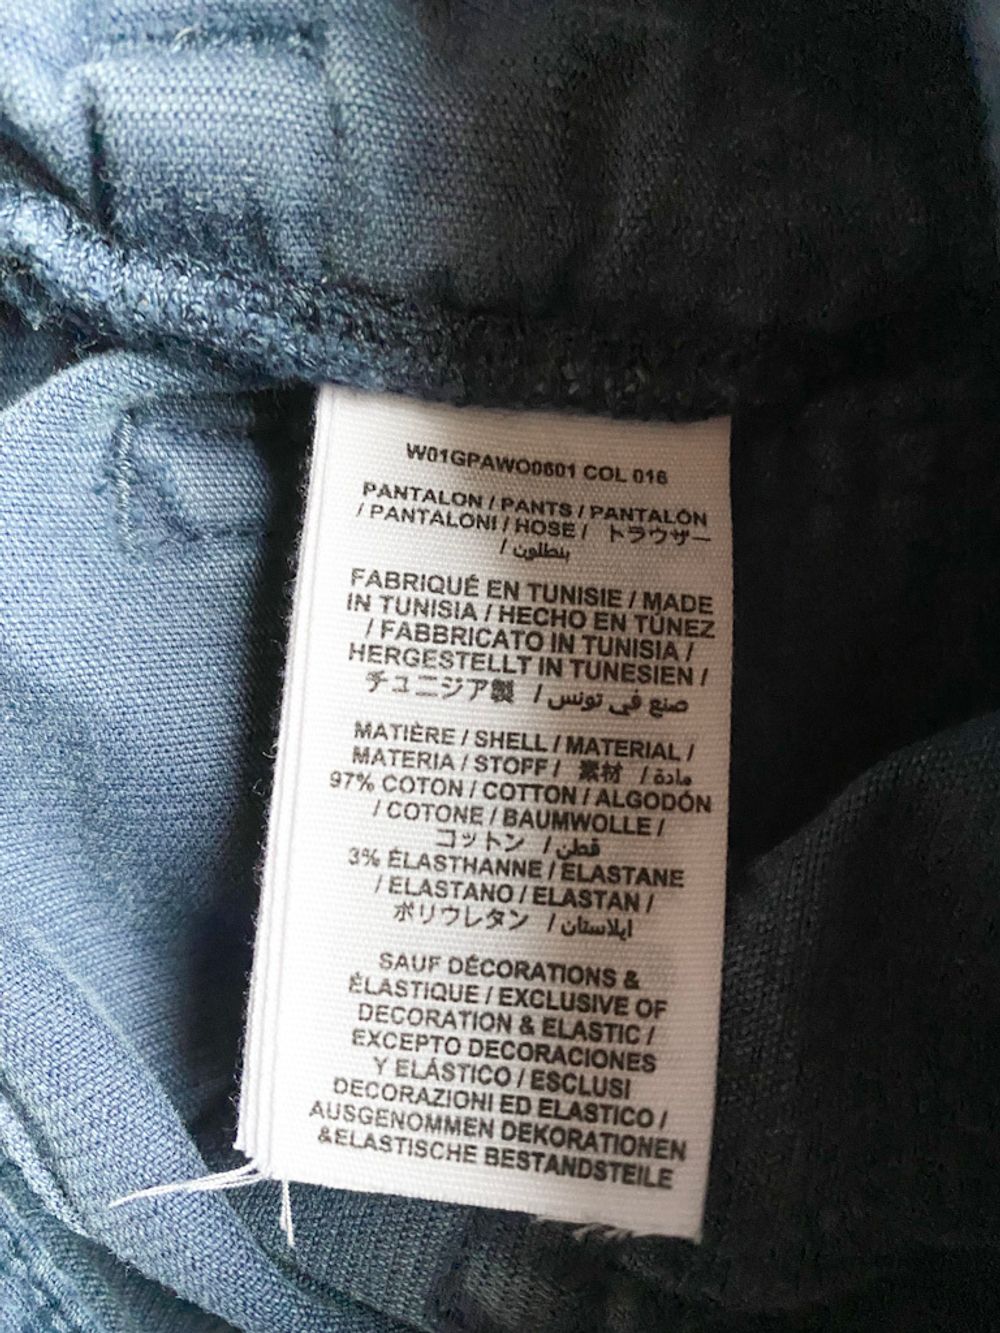 W01GPAWO0601 COL 016
PANTALON / PANTS / PANTALÓN
/ PANTALONI / HOSE / トラウザー
/ بنطلون
FABRIQUÉ EN TUNISIE / MADE
IN TUNISIA / HECHO EN TÚNEZ
/ FABBRICATO IN TUNISIA /
HERGESTELLT IN TUNESIEN /
チュニジア製 / صنع في تونس
MATIÈRE / SHELL / MATERIAL /
MATERIA / STOFF / 素材 / مادة
97% COTON / COTTON / ALGODÓN
/ COTONE / BAUMWOLLE /
コットン / قطن
3% ÉLASTHANNE / ELASTANE
/ ELASTANO / ELASTAN /
ポリウレタン / ايلاستان
SAUF DÉCORATIONS &
ÉLASTIQUE / EXCLUSIVE OF
DECORATION & ELASTIC /
EXCEPTO DECORACIONES
Y ELÁSTICO / ESCLUSI
DECORAZIONI ED ELASTICO /
AUSGENOMMEN DEKORATIONEN
&ELASTISCHE BESTANDSTEILE